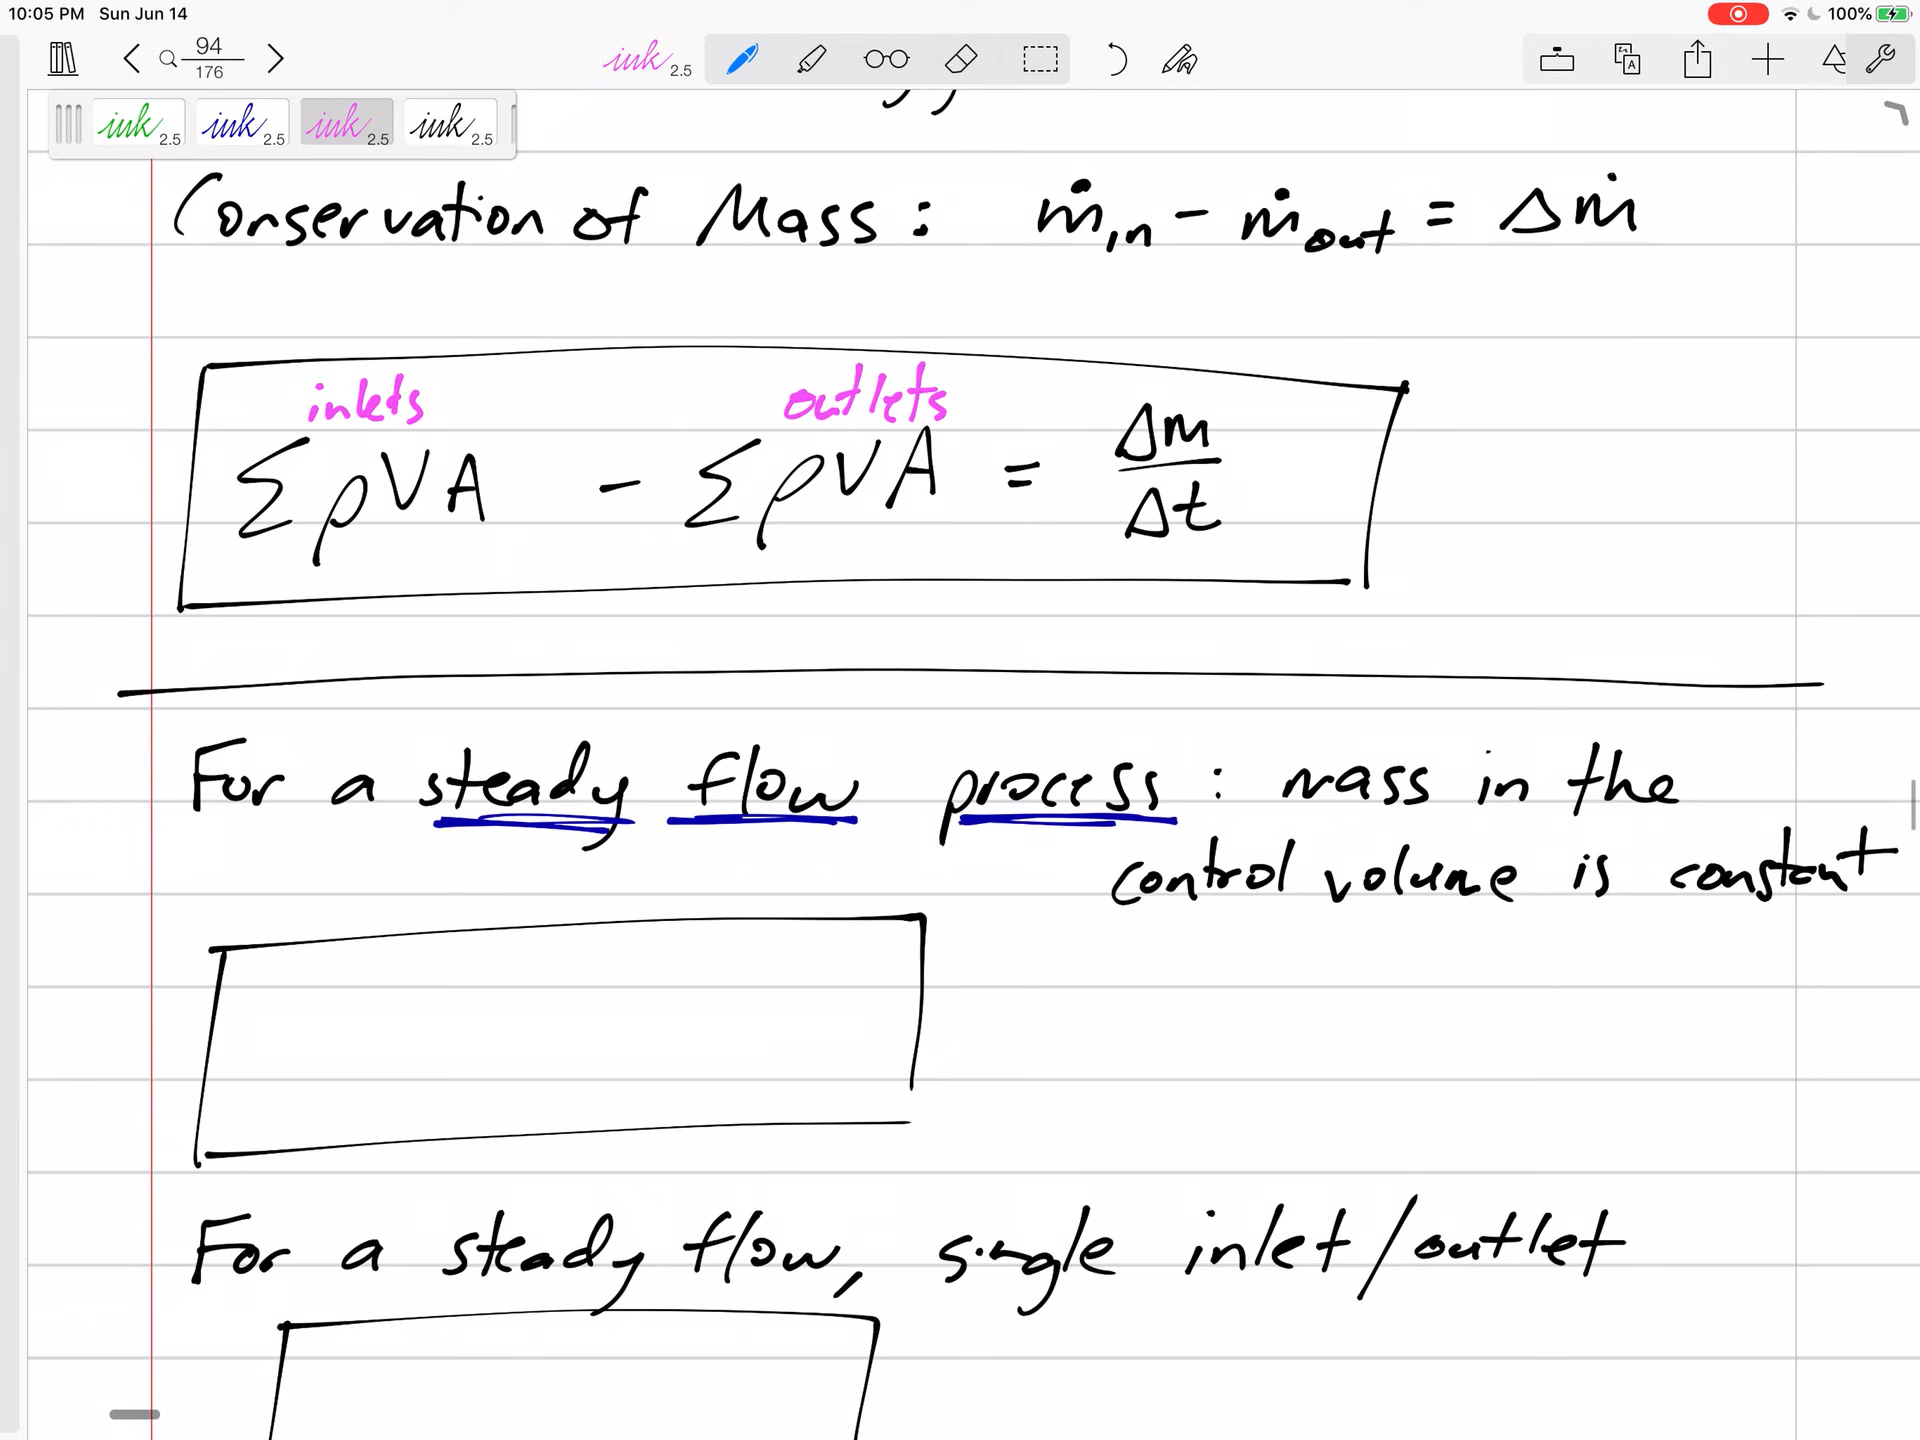 10:05 PM Sun Jun 14
100%
94
176
ink 2.5
ink 2.5 ink 2.5 ink 2.5 ink 2.5
Conservation of Mass : ṁin - ṁout = Δṁ
inlets outlets
Σ ρVA - Σ ρVA = Δm/Δt
For a steady flow process : mass in the
control volume is constant
For a steady flow, single inlet/outlet